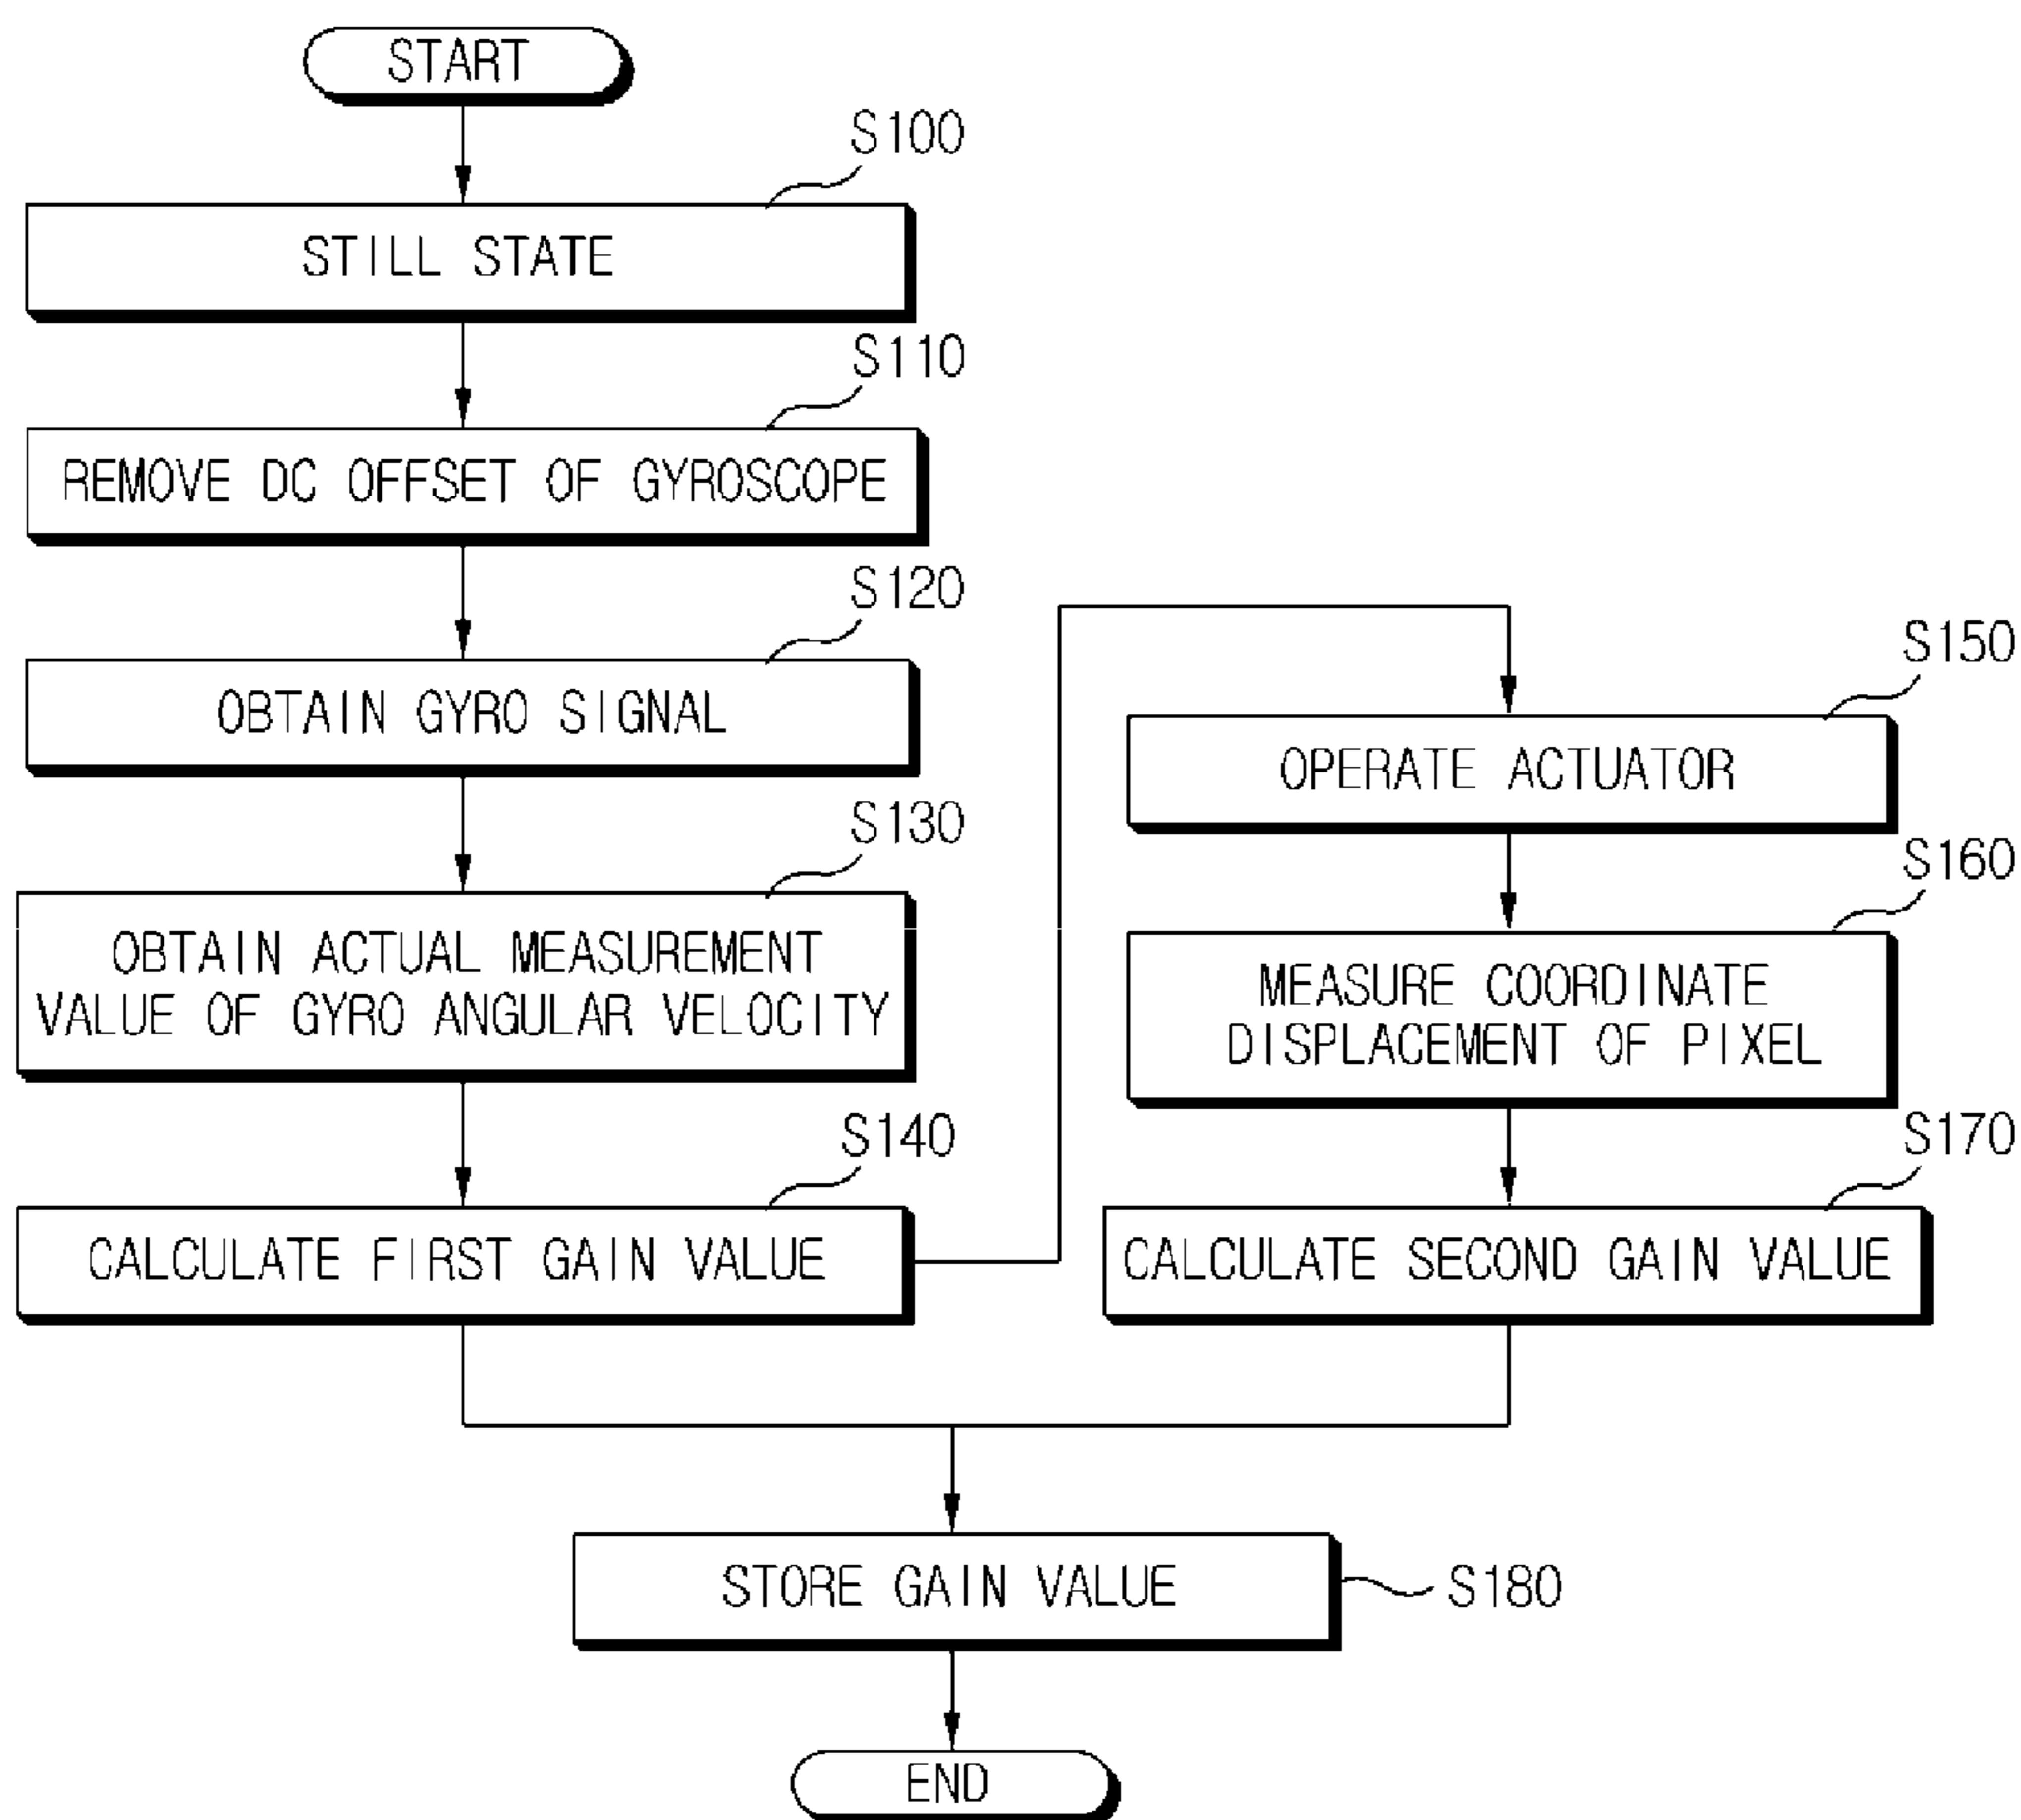 START
S100
STILL STATE
S110
REMOVE DC OFFSET OF GYROSCOPE
S120
OBTAIN GYRO SIGNAL
S130
OBTAIN ACTUAL MEASUREMENT
VALUE OF GYRO ANGULAR VELOCITY
S140
CALCULATE FIRST GAIN VALUE
S150
OPERATE ACTUATOR
S160
MEASURE COORDINATE
DISPLACEMENT OF PIXEL
S170
CALCULATE SECOND GAIN VALUE
STORE GAIN VALUE
S180
END